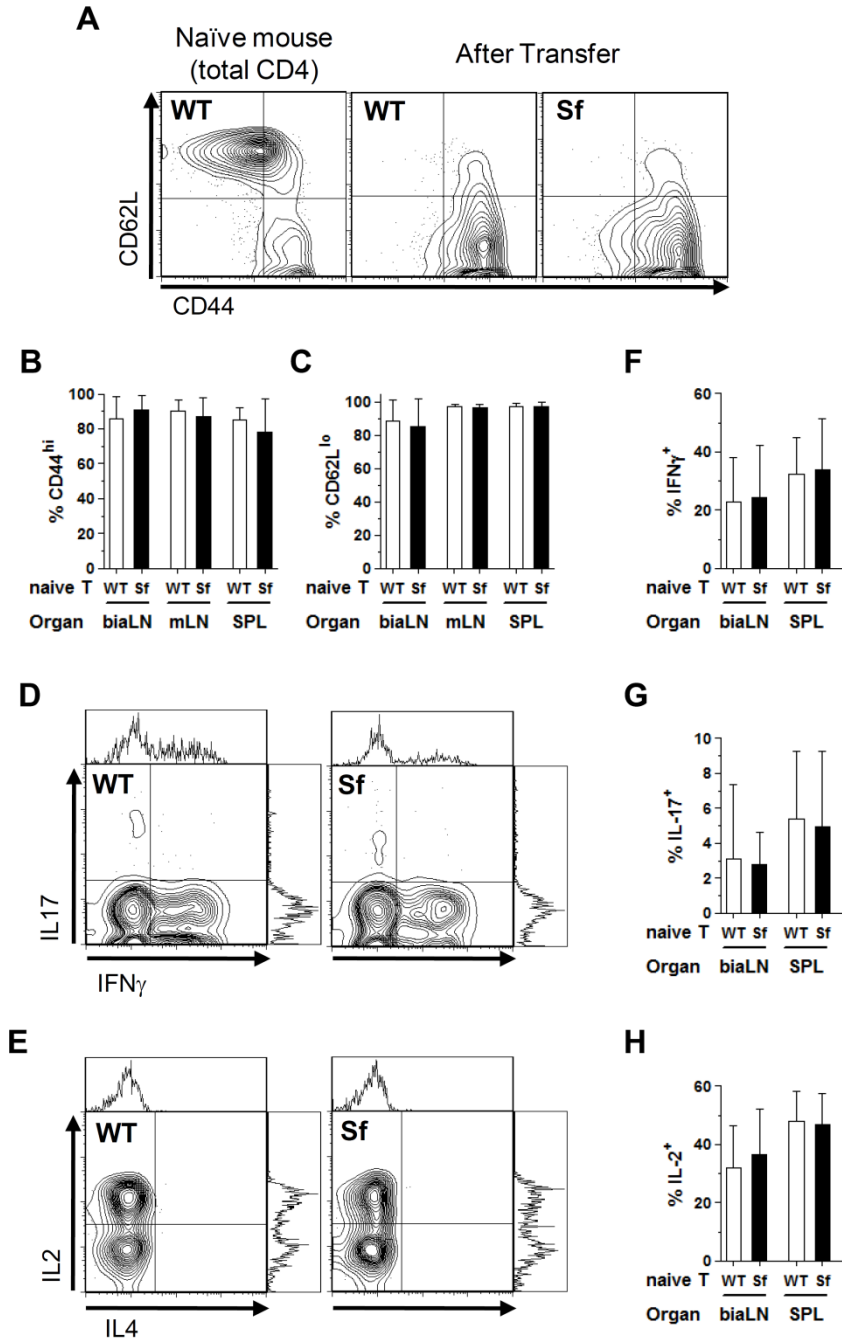 A
Naïve mouse
(total CD4)
After Transfer
WT
WT
Sf
CD62L
CD44
B
% CD44hi
100
80
60
40
20
0
naive T WT Sf WT Sf WT Sf
Organ biaLN mLN SPL
C
% CD62Llo
100
80
60
40
20
0
naive T WT Sf WT Sf WT Sf
Organ biaLN mLN SPL
F
% IFNγ+
60
40
20
0
naive T WT Sf WT Sf
Organ biaLN SPL
D
WT
Sf
IL17
IFNγ
G
% IL-17+
10
8
6
4
2
0
naive T WT Sf WT Sf
Organ biaLN SPL
E
WT
Sf
IL2
IL4
H
% IL-2+
60
40
20
0
naive T WT Sf WT Sf
Organ biaLN SPL